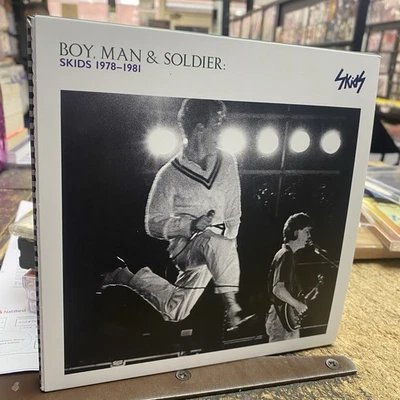 BOY, MAN & SOLDIER:
SKIDS 1978–1981
SKidS